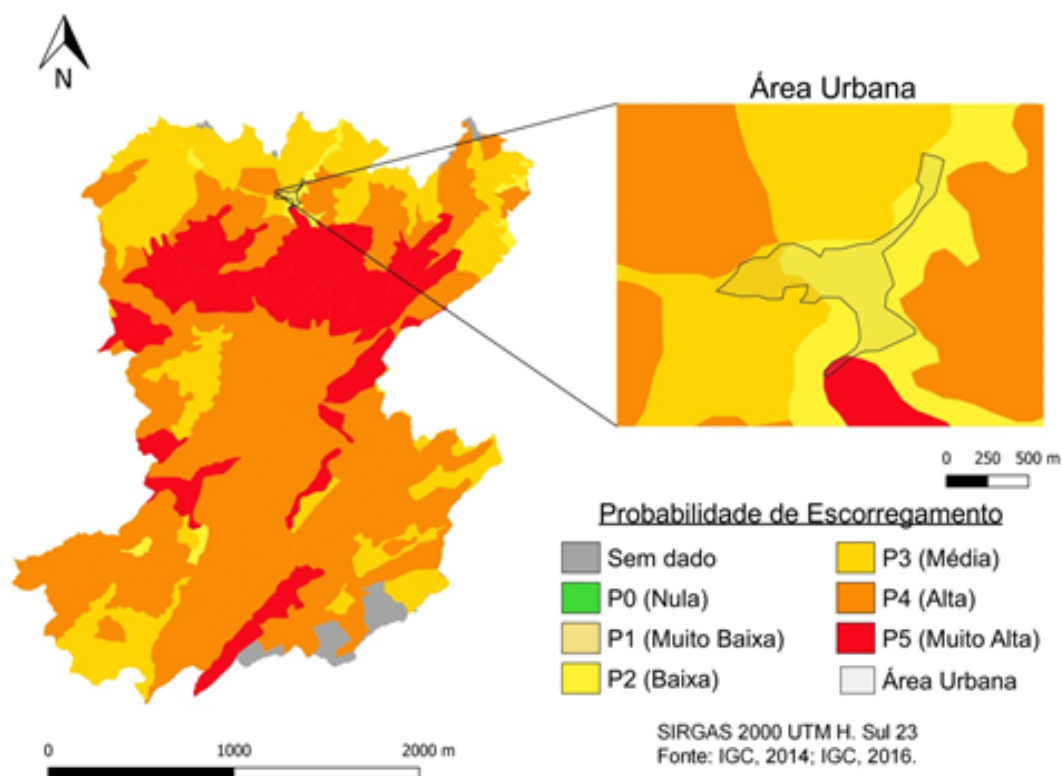 N
Área Urbana
0 250 500 m
Probabilidade de Escorregamento
Sem dado
P0 (Nula)
P1 (Muito Baixa)
P2 (Baixa)
P3 (Média)
P4 (Alta)
P5 (Muito Alta)
Área Urbana
SIRGAS 2000 UTM H. Sul 23
Fonte: IGC, 2014; IGC, 2016.
0 1000 2000 m